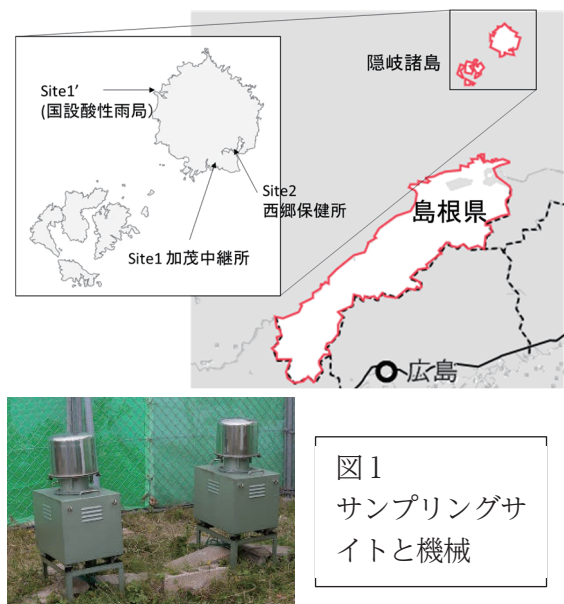 隠岐諸島
Site1’
(国設酸性雨局)
Site2
西郷保健所
Site1 加茂中継所
島根県
広島
図１
サンプリングサ
イトと機械